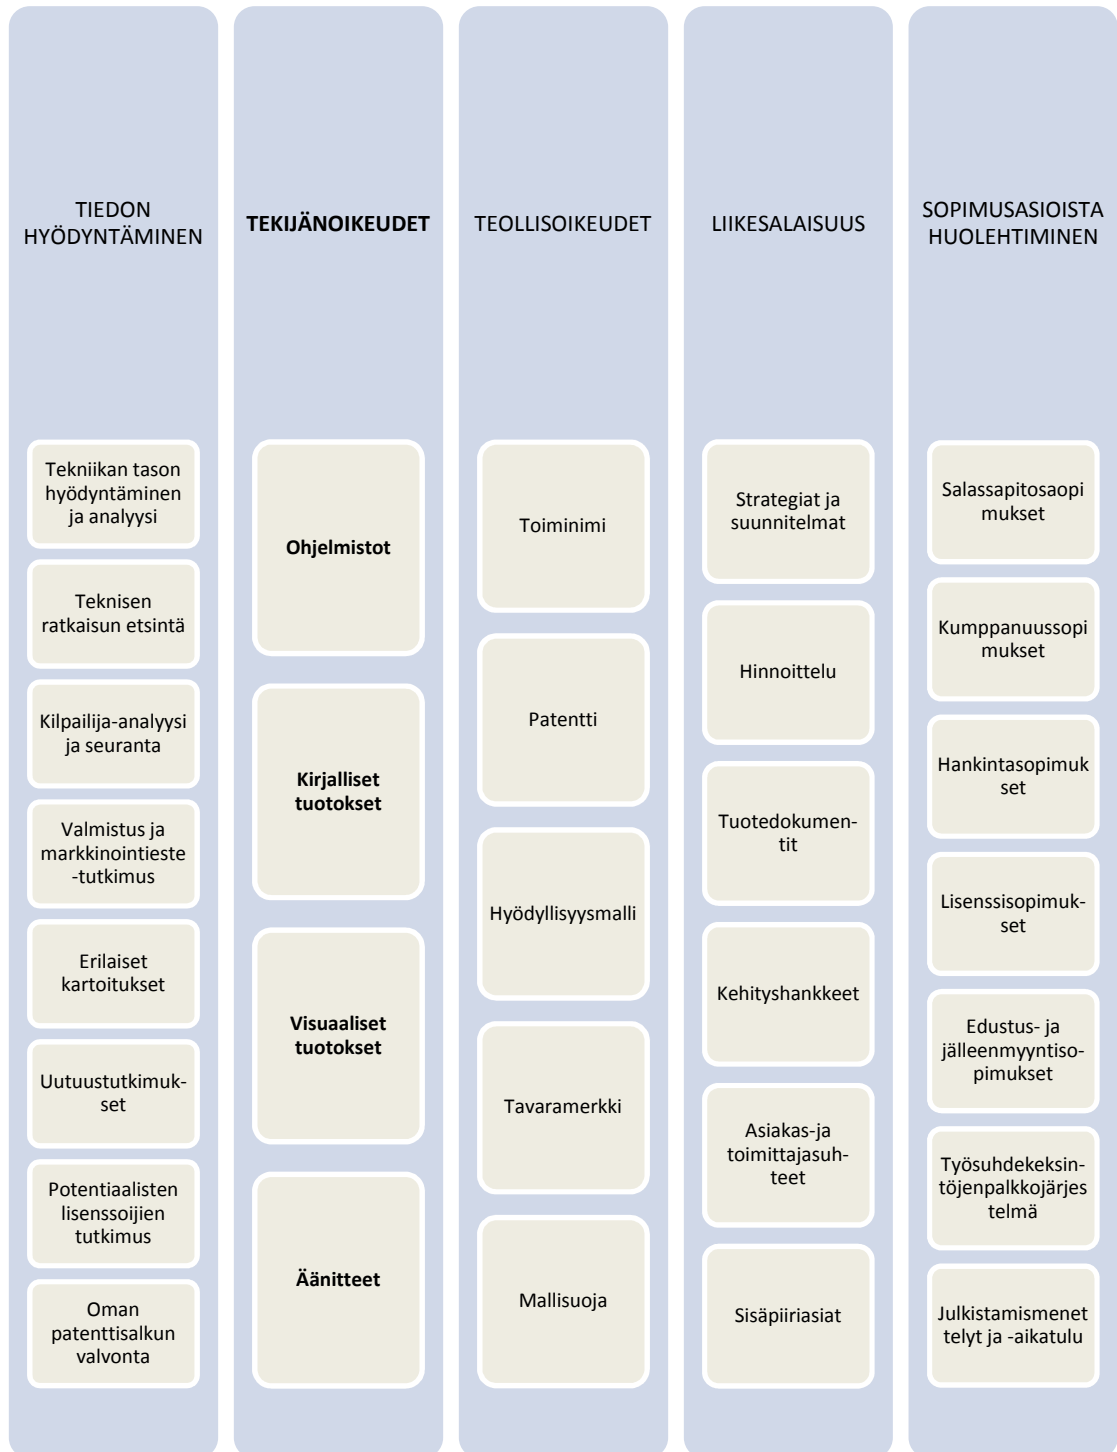 TIEDON
HYÖDYNTÄMINEN
Tekniikan tason
hyödyntäminen
ja analyysi
Teknisen
ratkaisun etsintä
Kilpailija-analyysi
ja seuranta
Valmistus ja
markkinointieste
-tutkimus
Erilaiset
kartoitukset
Uutuustutkimuk-
set
Potentiaalisten
lisenssoijien
tutkimus
Oman
patenttisalkun
valvonta
TEKIJÄNOIKEUDET
Ohjelmistot
Kirjalliset
tuotokset
Visuaaliset
tuotokset
Äänitteet
TEOLLISOIKEUDET
Toiminimi
Patentti
Hyödyllisyysmalli
Tavaramerkki
Mallisuoja
LIIKESALAISUUS
Strategiat ja
suunnitelmat
Hinnoittelu
Tuotedokumen-
tit
Kehityshankkeet
Asiakas-ja
toimittajasuh-
teet
Sisäpiiriasiat
SOPIMUSASIOISTA
HUOLEHTIMINEN
Salassapitosaopi
mukset
Kumppanuussopi
mukset
Hankintasopimuk
set
Lisenssisopimuk-
set
Edustus- ja
jälleenmyyntiso-
pimukset
Työsuhdekeksin-
töjenpalkkojärjes
telmä
Julkistamismenet
telyt ja -aikatulu